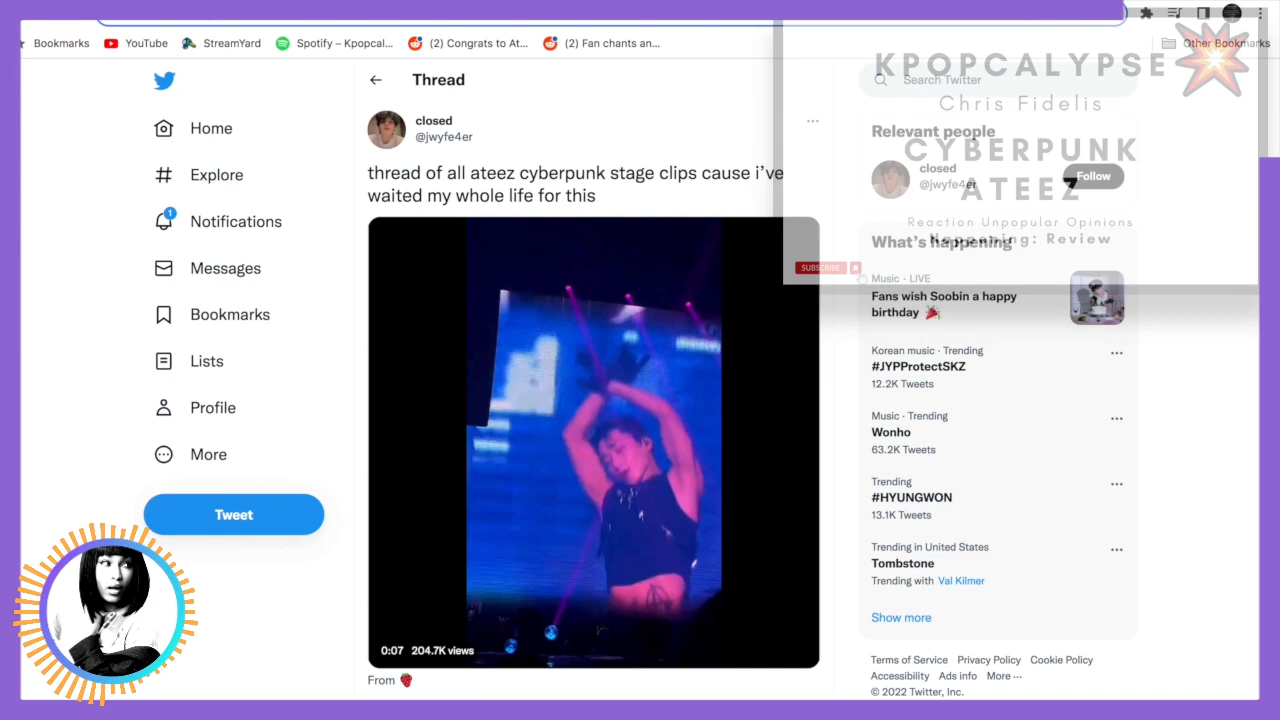 Bookmarks
YouTube
StreamYard
Spotify – Kpopcal...
(2) Congrats to At...
(2) Fan chants an...
Other Bookmarks
Home
Explore
1
Notifications
Messages
Bookmarks
Lists
Profile
More
Tweet
Thread
closed
@jwyfe4er
thread of all ateez cyberpunk stage clips cause i've
waited my whole life for this
0:07 204.7K views
From 🍓
KPOPCALYPSE
Search Twitter
Chris Fidelis
Relevant people
CYBERPUNK
ATEEZ
closed
@jwyfe4er
Follow
Reaction Unpopular Opinions
Happening: Review
What's happening
SUBSCRIBE
Music · LIVE
Fans wish Soobin a happy
birthday 🎉
Korean music · Trending
#JYPProtectSKZ
12.2K Tweets
Music · Trending
Wonho
63.2K Tweets
Trending
#HYUNGWON
13.1K Tweets
Trending in United States
Tombstone
Trending with Val Kilmer
Show more
Terms of Service Privacy Policy Cookie Policy
Accessibility Ads info More ···
© 2022 Twitter, Inc.